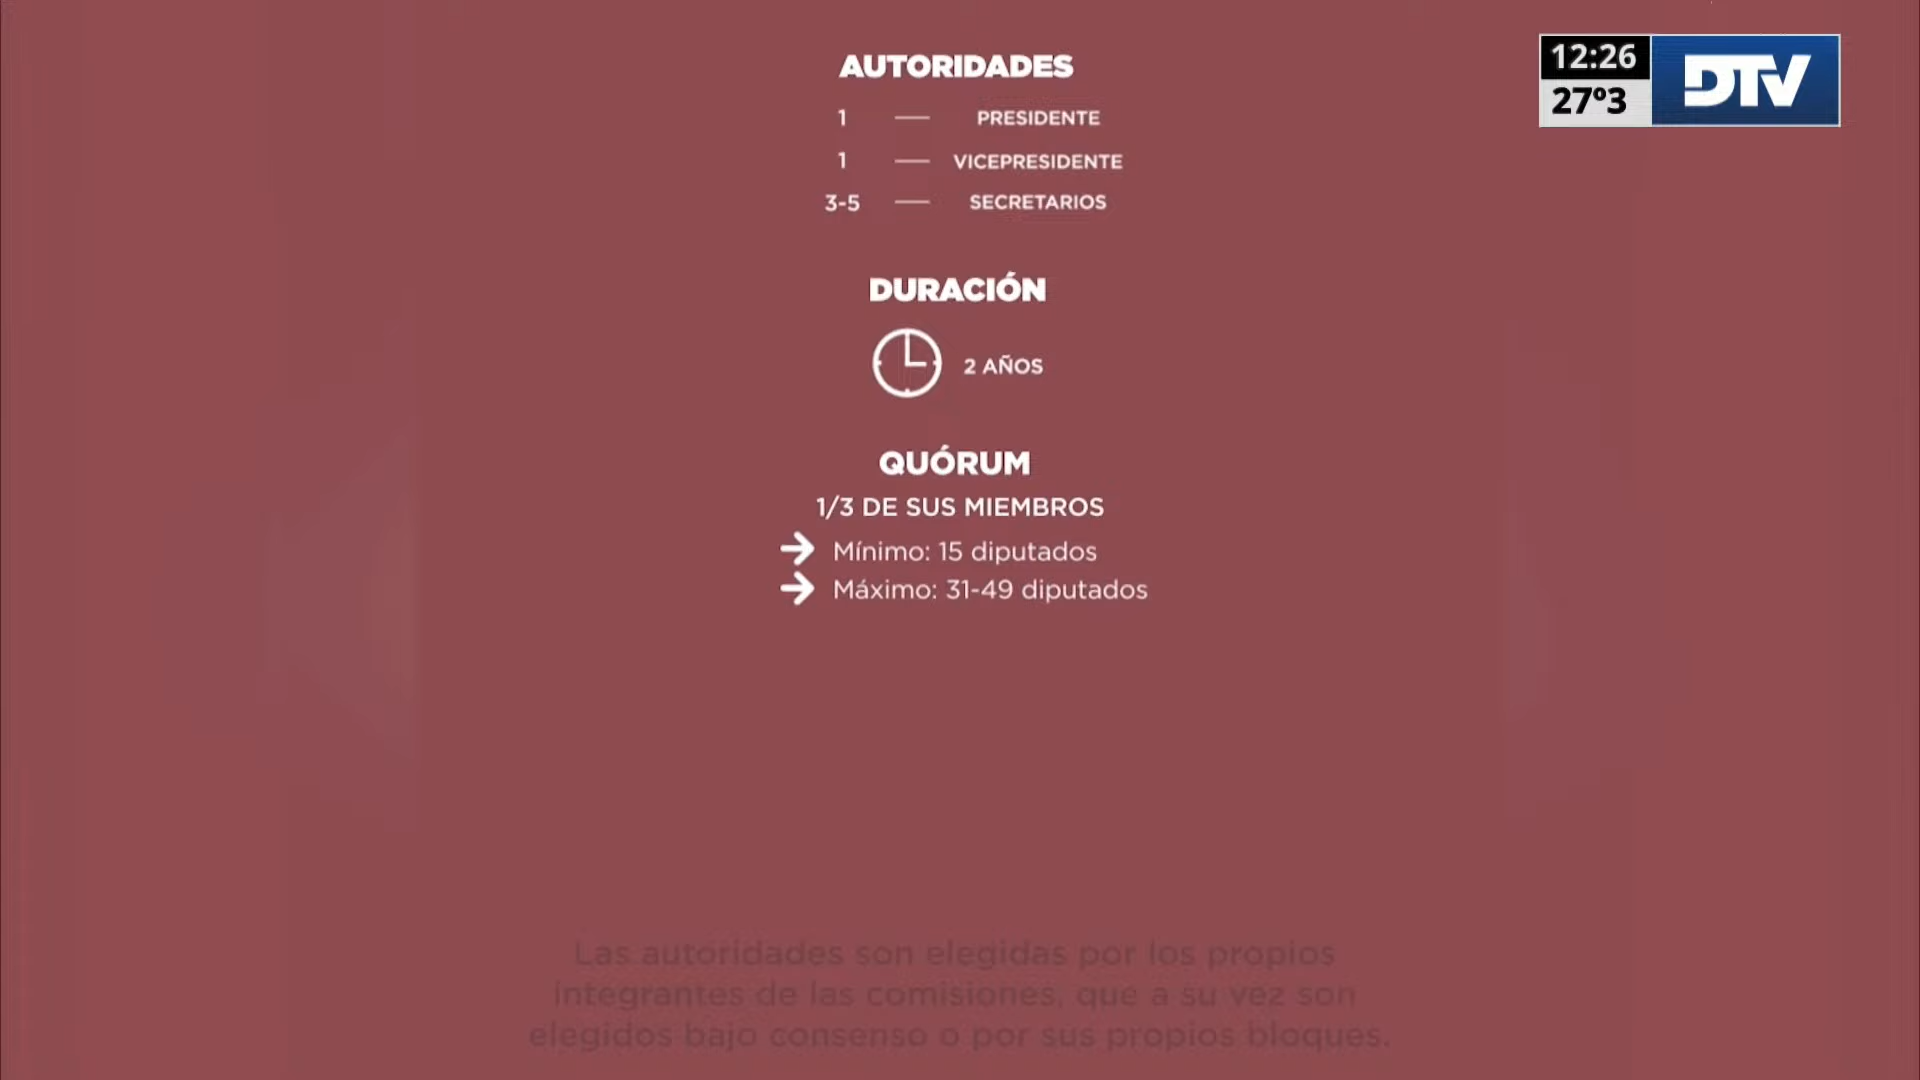 12:26
27º3
DTV
AUTORIDADES
1 — PRESIDENTE
1 — VICEPRESIDENTE
3-5 — SECRETARIOS
DURACIÓN
2 AÑOS
QUÓRUM
1/3 DE SUS MIEMBROS
→ Mínimo: 15 diputados
→ Máximo: 31-49 diputados
Las autoridades son elegidas por los propios
integrantes de las comisiones, que a su vez son
elegidos bajo consenso o por sus propios bloques.